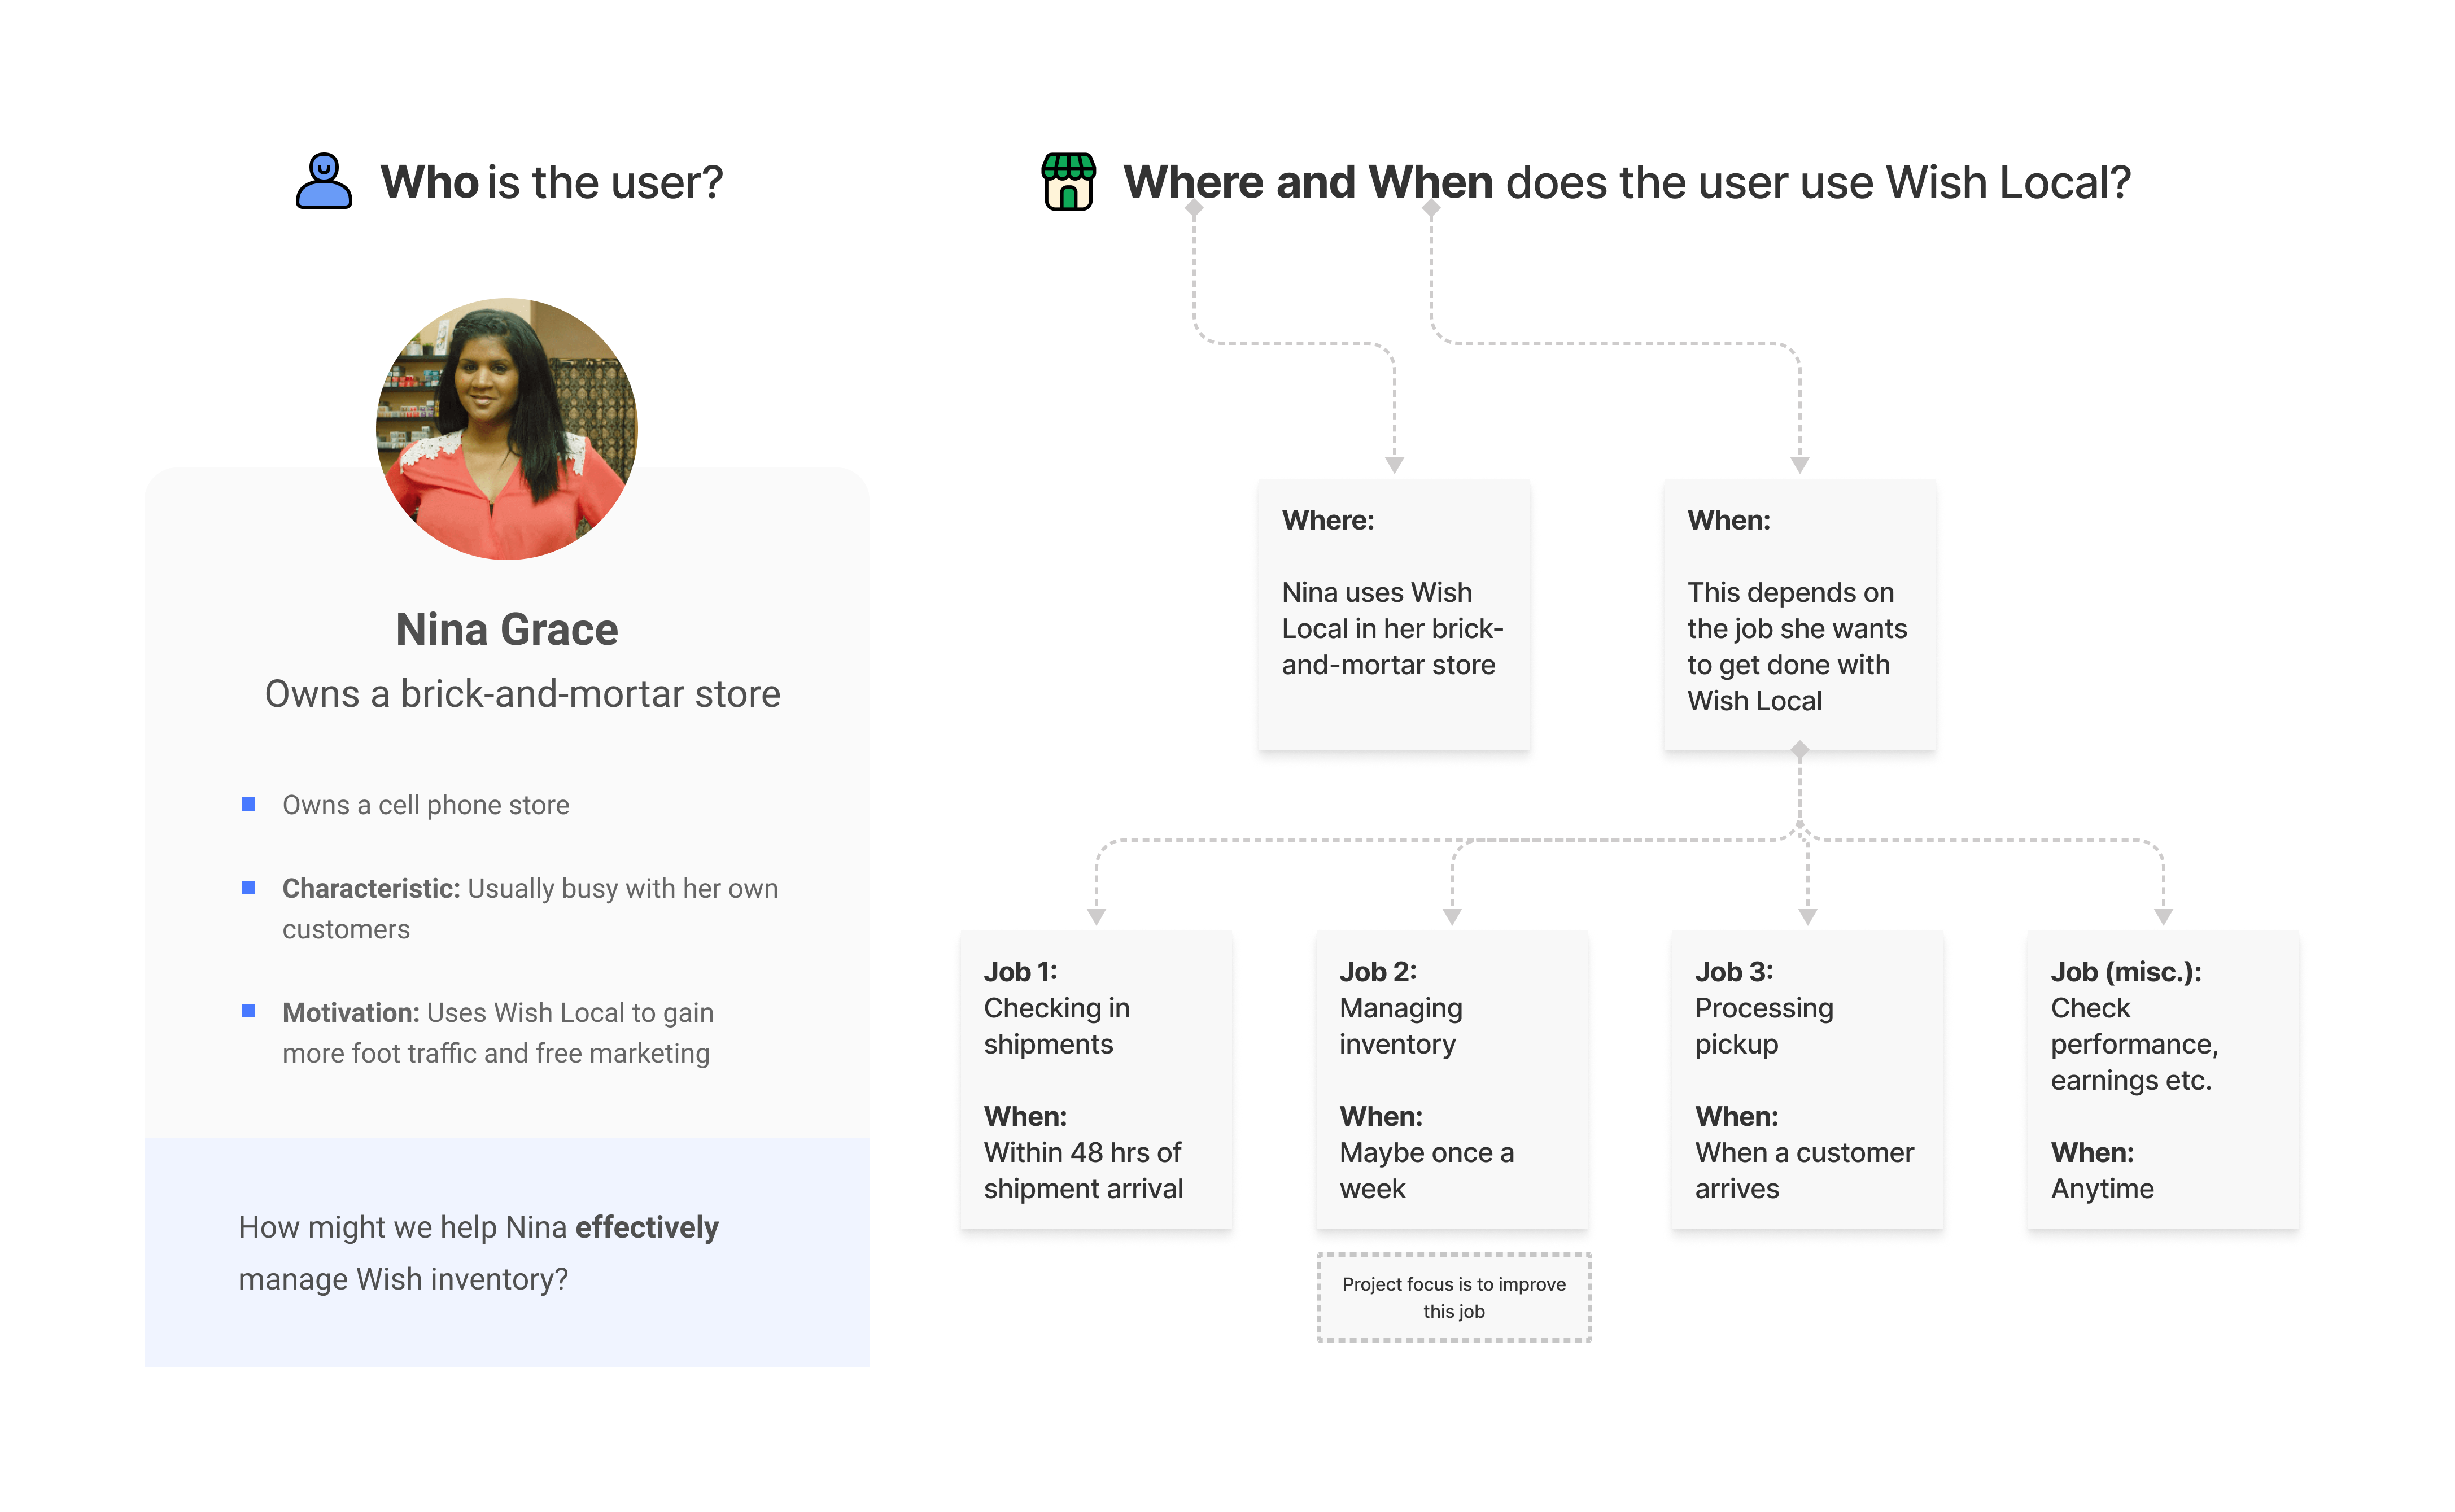 Who is the user?
Nina Grace
Owns a brick-and-mortar store
Owns a cell phone store
Characteristic: Usually busy with her own
customers
Motivation: Uses Wish Local to gain
more foot traffic and free marketing
How might we help Nina effectively
manage Wish inventory?
Where and When does the user use Wish Local?
Where:
Nina uses Wish
Local in her brick-
and-mortar store
When:
This depends on
the job she wants
to get done with
Wish Local
Job 1:
Checking in
shipments
When:
Within 48 hrs of
shipment arrival
Job 2:
Managing
inventory
When:
Maybe once a
week
Project focus is to improve
this job
Job 3:
Processing
pickup
When:
When a customer
arrives
Job (misc.):
Check
performance,
earnings etc.
When:
Anytime